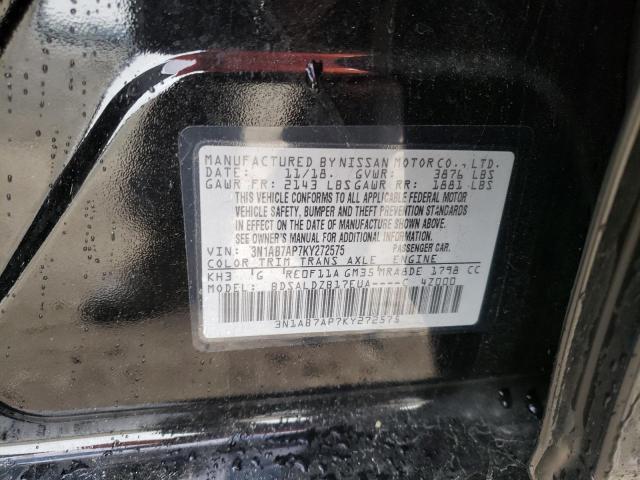 MANUFACTURED BY NISSAN MOTOR CO., LTD.
DATE: 11/18. GVWR: 3876 LBS
GAWR FR: 2143 LBS GAWR RR: 1881 LBS
THIS VEHICLE CONFORMS TO ALL APPLICABLE FEDERAL MOTOR
VEHICLE SAFETY, BUMPER AND THEFT PREVENTION STANDARDS
IN EFFECT ON THE DATE OF MANUFACTURE SHOWN ABOVE.
SEE OWNER'S MANUAL FOR ADDITIONAL INFORMATION.
VIN: 3N1AB7AP7KY272575 PASSENGER CAR.
COLOR TRIM TRANS AXLE ENGINE
KH3 G RE0F11A GM35 MRA8DE 1798 CC
MODEL: BDSALDZB17EUA----C 4Z000
3N1AB7AP7KY272575